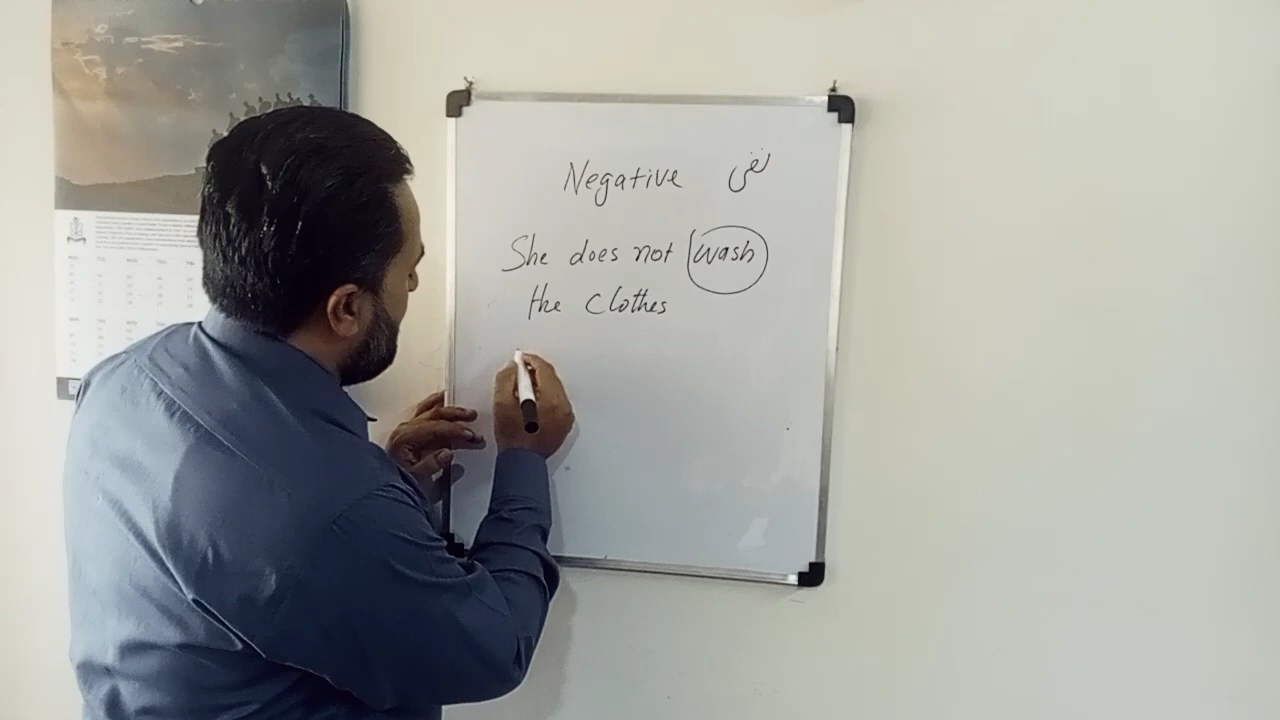 Negative نفی
She does not wash
the clothes